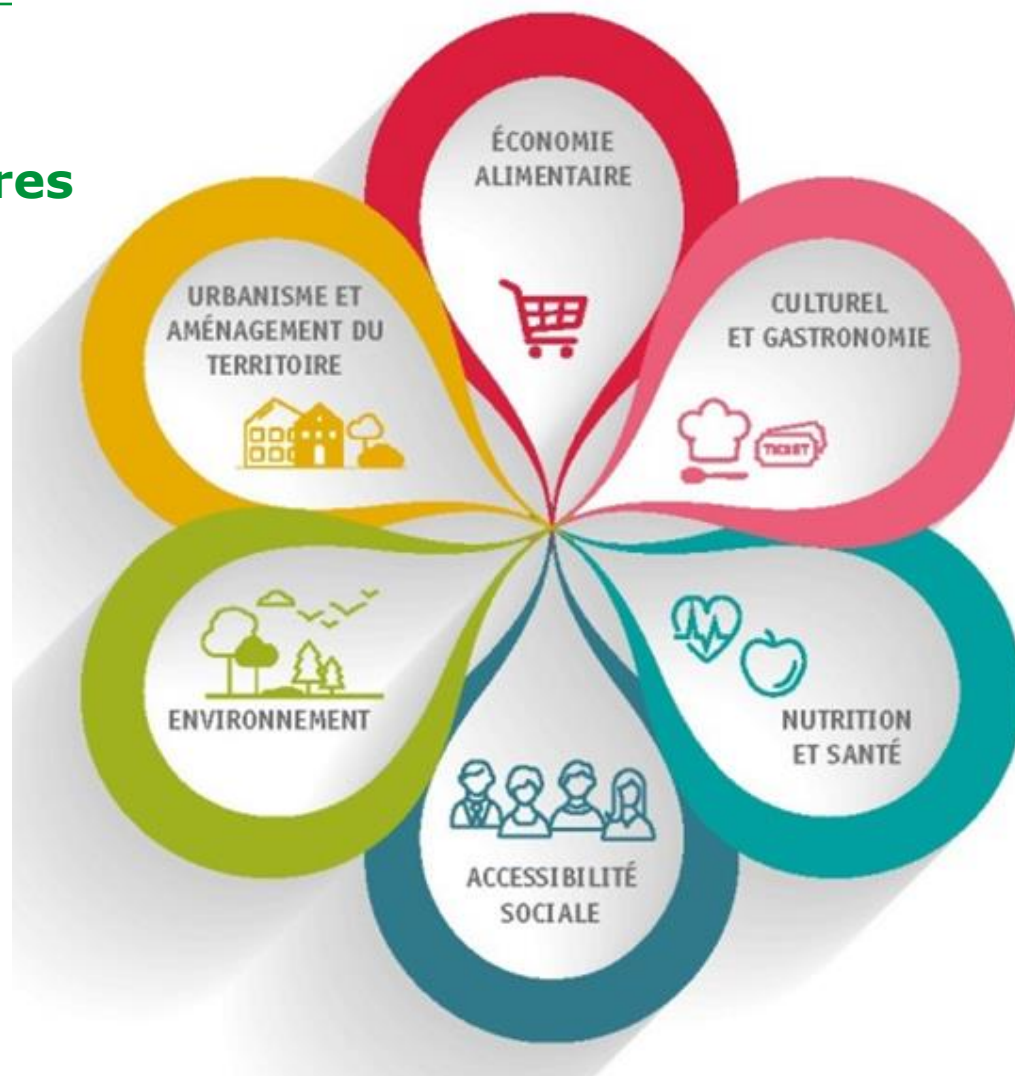 res
ÉCONOMIE
ALIMENTAIRE
URBANISME ET
AMÉNAGEMENT DU
TERRITOIRE
CULTUREL
ET GASTRONOMIE
TICKET
ENVIRONNEMENT
NUTRITION
ET SANTÉ
ACCESSIBILITÉ
SOCIALE